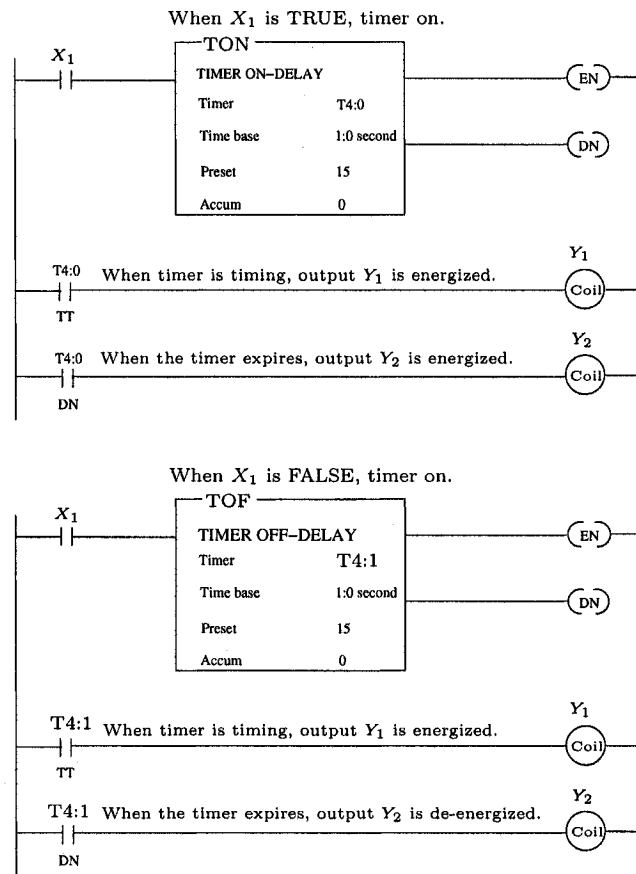 When X₁ is TRUE, timer on.
TON
X₁
TIMER ON–DELAY
EN
Timer T4:0
Time base 1:0 second
DN
Preset 15
Accum 0
Y₁
T4:0 When timer is timing, output Y₁ is energized.
Coil
TT
Y₂
T4:0 When the timer expires, output Y₂ is energized.
Coil
DN
When X₁ is FALSE, timer on.
TOF
X₁
TIMER OFF–DELAY
EN
Timer T4:1
Time base 1:0 second
DN
Preset 15
Accum 0
Y₁
T4:1 When timer is timing, output Y₁ is energized.
Coil
TT
Y₂
T4:1 When the timer expires, output Y₂ is de-energized.
Coil
DN